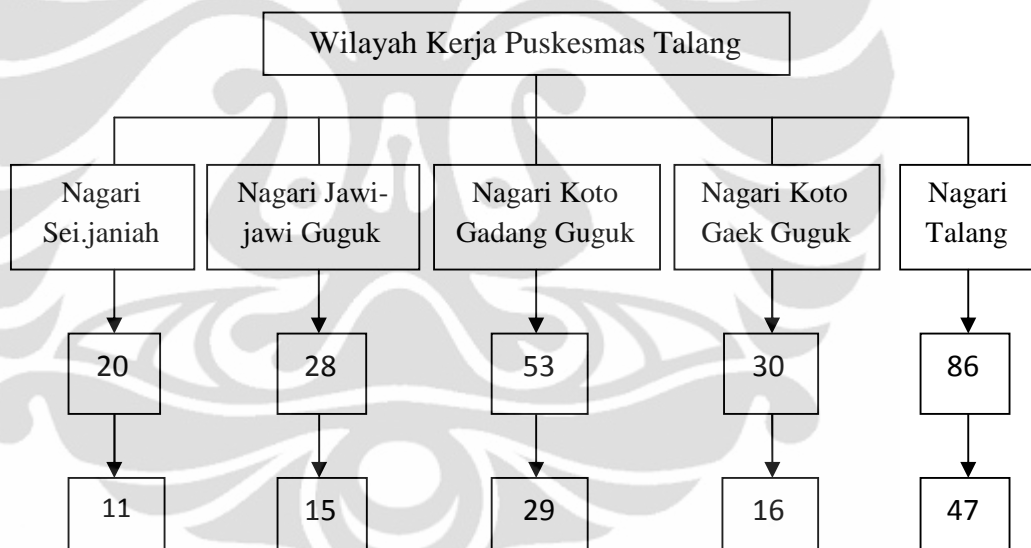 Wilayah Kerja Puskesmas Talang
Nagari
Sei.janiah
Nagari Jawi-
jawi Guguk
Nagari Koto
Gadang Guguk
Nagari Koto
Gaek Guguk
Nagari
Talang
20
28
53
30
86
11
15
29
16
47